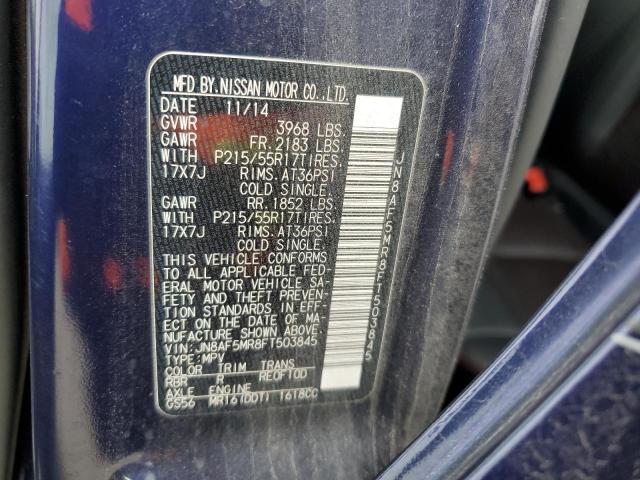 MFD BY.NISSAN MOTOR CO.,LTD.
DATE 11/14
GVWR 3968 LBS.
GAWR FR. 2183 LBS.
WITH P215/55R17TIRES,
17X7J RIMS, AT36PSI
COLD SINGLE.
GAWR RR. 1852 LBS.
WITH P215/55R17TIRES,
17X7J RIMS, AT36PSI
COLD SINGLE.
THIS VEHICLE CONFORMS
TO ALL APPLICABLE FED-
ERAL MOTOR VEHICLE SA-
FETY AND THEFT PREVEN-
TION STANDARDS IN EFF-
ECT ON THE DATE OF MA-
NUFACTURE SHOWN ABOVE.
VIN:JN8AF5MR8FT503845
TYPE:MPV
COLOR TRIM TRANS
RBR R RE0F10D
AXLE ENGINE
GS56 MR16(DDT) 1618CC
JN8AF5MR8FT503845